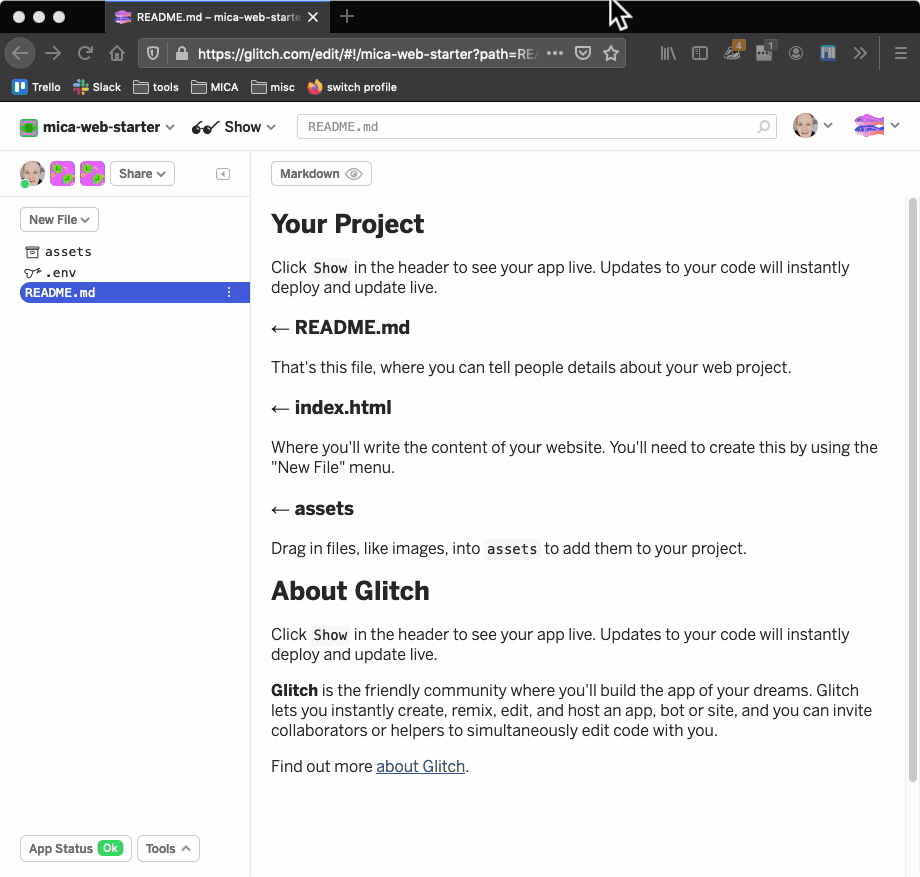 README.md – mica-web-starte
https://glitch.com/edit/#!/mica-web-starter?path=REA
4
1
Trello
Slack
tools
MICA
misc
switch profile
mica-web-starter
Show
README.md
Share
Markdown
New File
assets
.env
README.md
Your Project
Click Show in the header to see your app live. Updates to your code will instantly
deploy and update live.
← README.md
That's this file, where you can tell people details about your web project.
← index.html
Where you'll write the content of your website. You'll need to create this by using the
"New File" menu.
← assets
Drag in files, like images, into assets to add them to your project.
About Glitch
Click Show in the header to see your app live. Updates to your code will instantly
deploy and update live.
Glitch is the friendly community where you'll build the app of your dreams. Glitch
lets you instantly create, remix, edit, and host an app, bot or site, and you can invite
collaborators or helpers to simultaneously edit code with you.
Find out more about Glitch.
App Status Ok
Tools